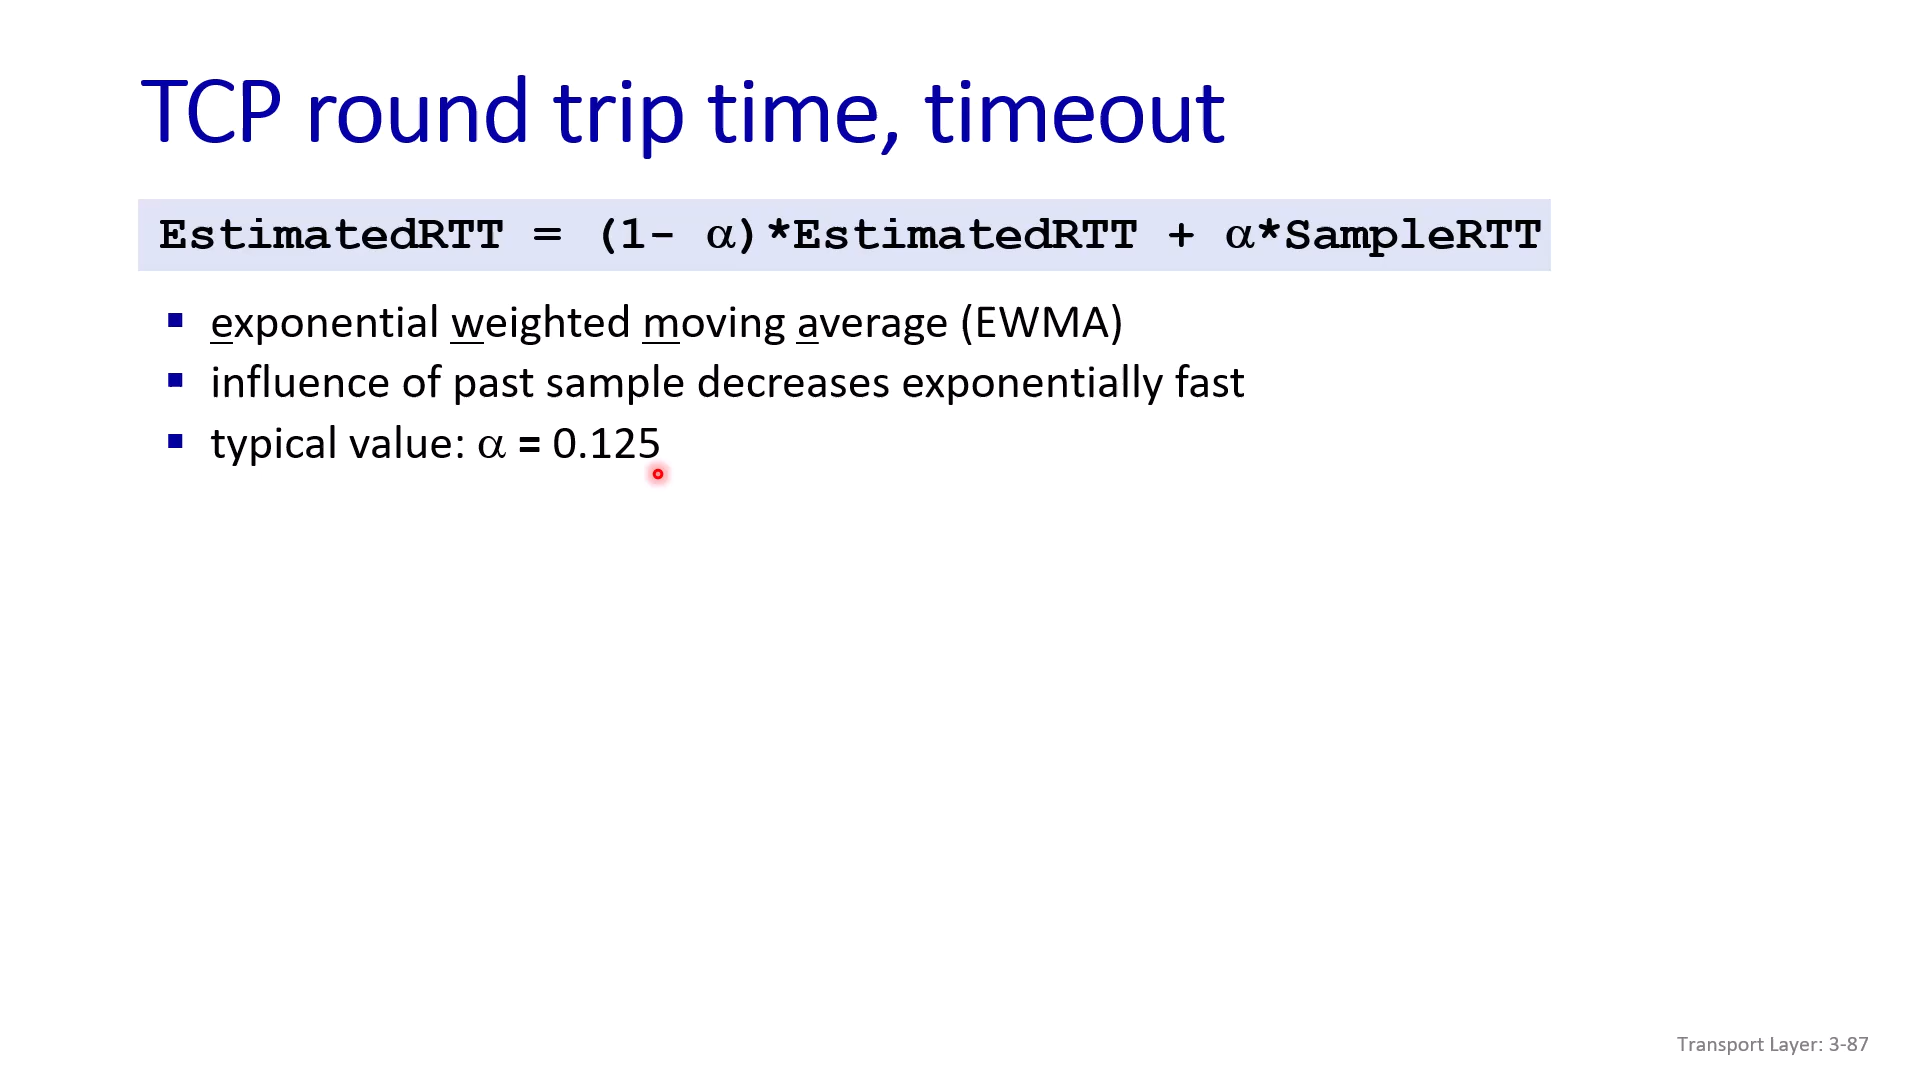 TCP round trip time, timeout
EstimatedRTT = (1- α)*EstimatedRTT + α*SampleRTT
▪ exponential weighted moving average (EWMA)
▪ influence of past sample decreases exponentially fast
▪ typical value: α = 0.125
Transport Layer: 3-87